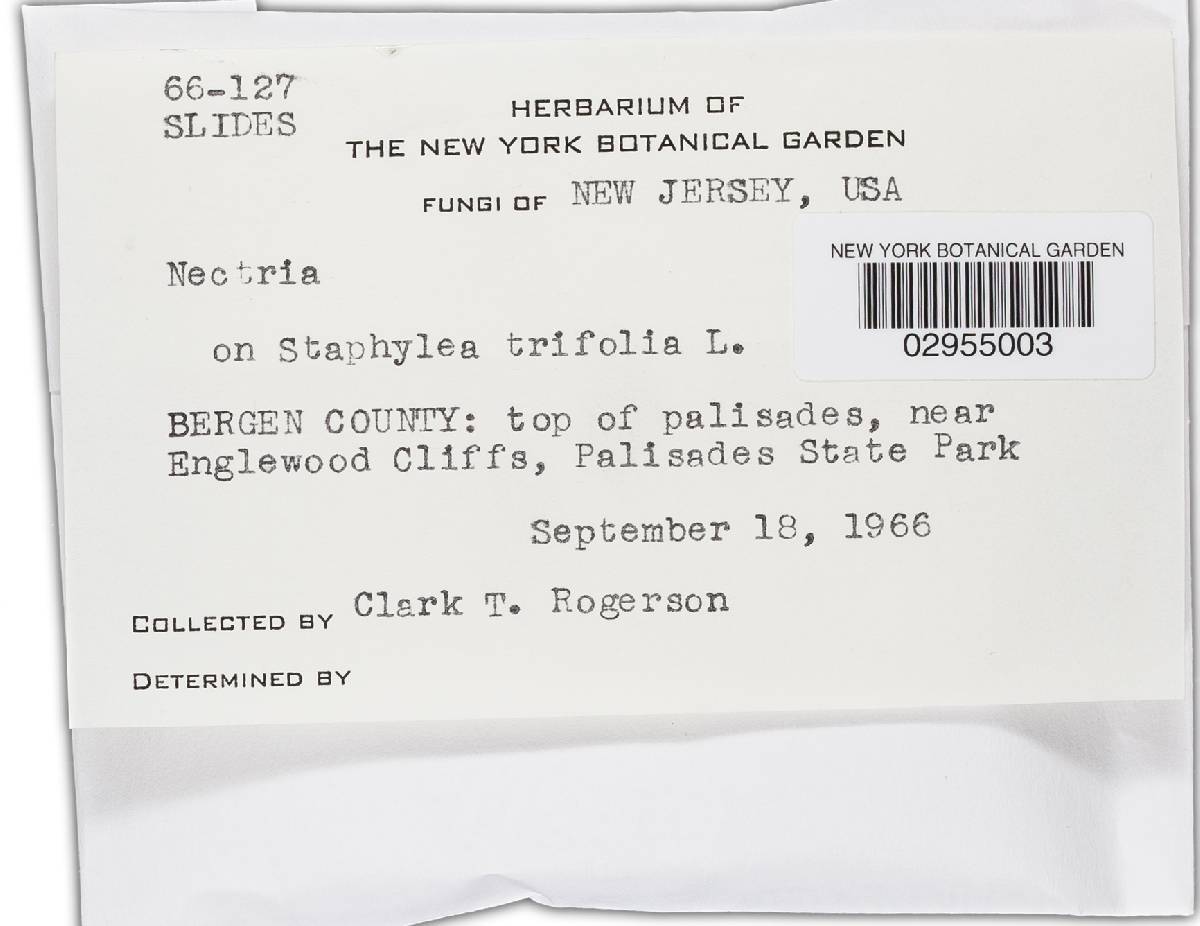 66-127
SLIDES
HERBARIUM OF
THE NEW YORK BOTANICAL GARDEN
FUNGI OF NEW JERSEY, USA
NEW YORK BOTANICAL GARDEN
02955003
Nectria
on Staphylea trifolia L.
BERGEN COUNTY: top of palisades, near
Englewood Cliffs, Palisades State Park
September 18, 1966
COLLECTED BY Clark T. Rogerson
DETERMINED BY